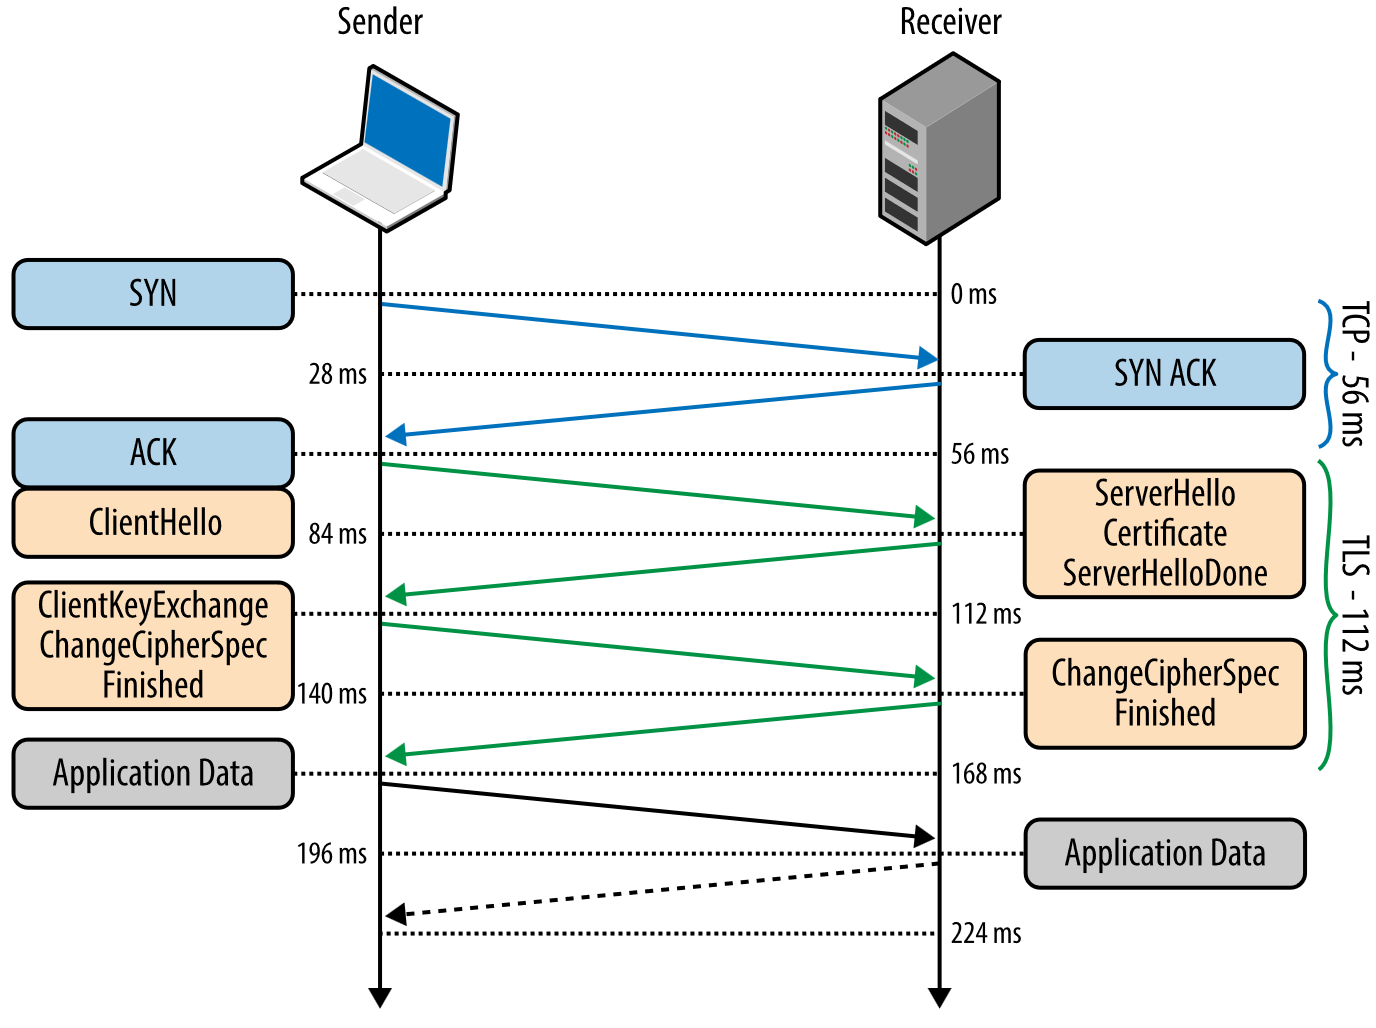 Sender
Receiver
SYN
0 ms
TCP - 56 ms
28 ms
SYN ACK
ACK
56 ms
ClientHello
84 ms
ServerHello
Certificate
ServerHelloDone
TLS - 112 ms
ClientKeyExchange
ChangeCipherSpec
Finished
112 ms
140 ms
ChangeCipherSpec
Finished
Application Data
168 ms
196 ms
Application Data
224 ms